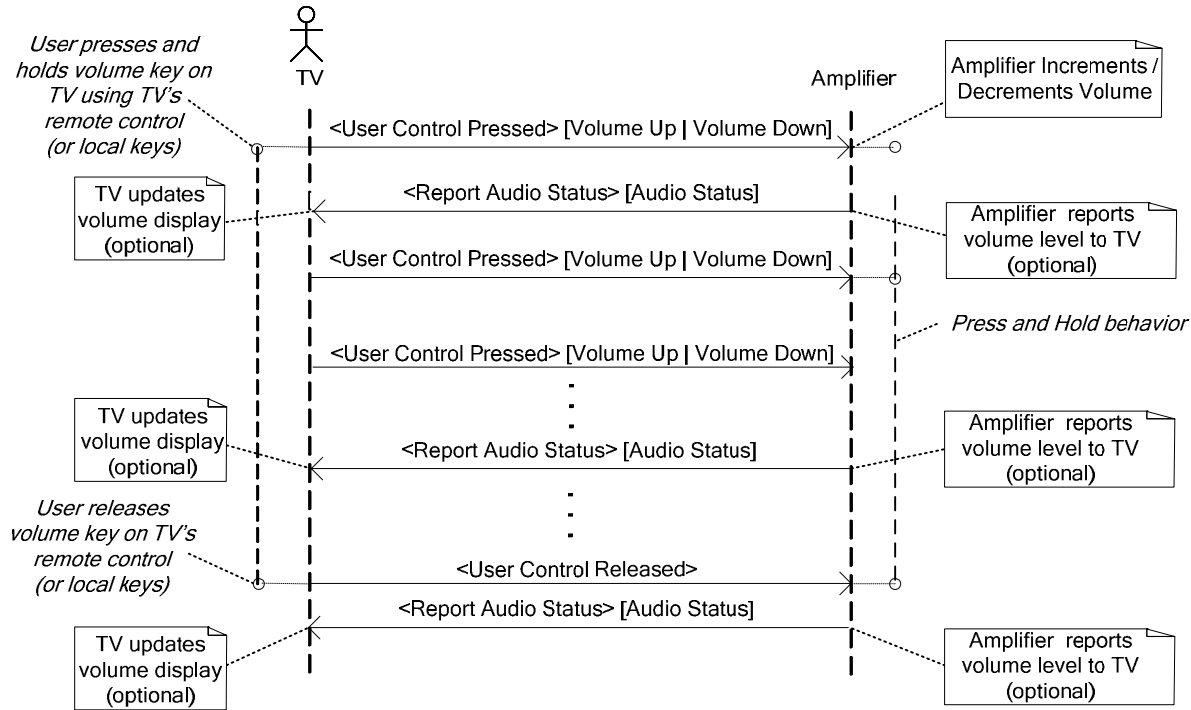 User presses and
holds volume key on
TV using TV's
remote control
(or local keys)
TV
Amplifier
Amplifier Increments /
Decrements Volume
<User Control Pressed> [Volume Up | Volume Down]
<Report Audio Status> [Audio Status]
TV updates
volume display
(optional)
Amplifier reports
volume level to TV
(optional)
<User Control Pressed> [Volume Up | Volume Down]
Press and Hold behavior
<User Control Pressed> [Volume Up | Volume Down]
TV updates
volume display
(optional)
<Report Audio Status> [Audio Status]
Amplifier reports
volume level to TV
(optional)
User releases
volume key on TV's
remote control
(or local keys)
<User Control Released>
<Report Audio Status> [Audio Status]
TV updates
volume display
(optional)
Amplifier reports
volume level to TV
(optional)